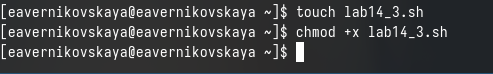 [eavernikovskaya@eavernikovskaya ~]$ touch lab14_3.sh
[eavernikovskaya@eavernikovskaya ~]$ chmod +x lab14_3.sh
[eavernikovskaya@eavernikovskaya ~]$